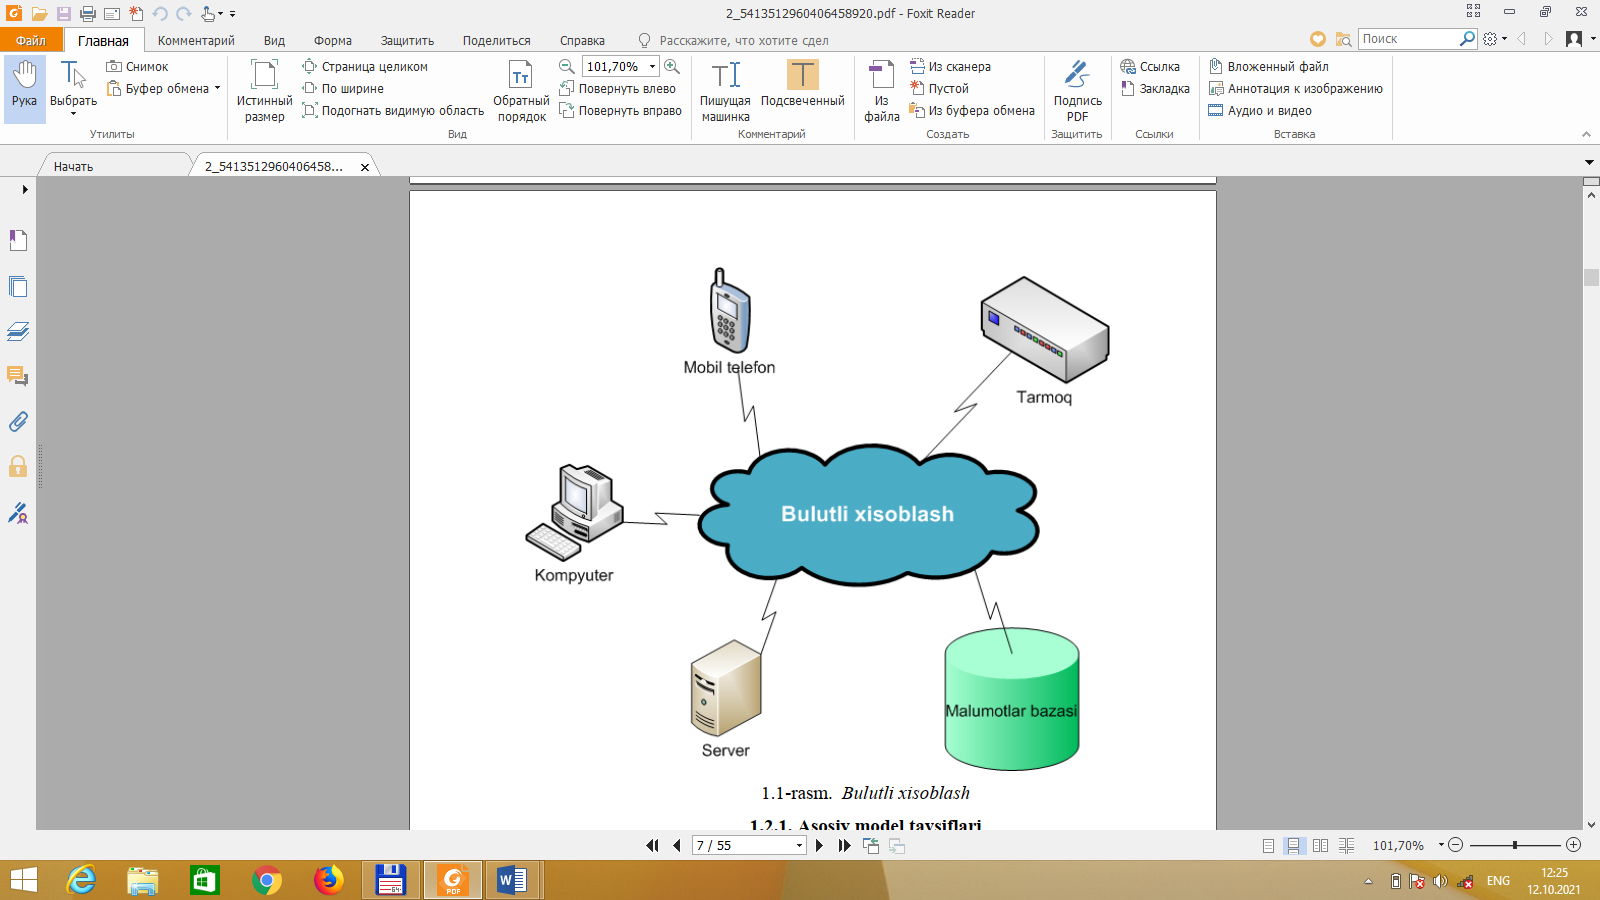 2_5413512960406458920.pdf - Foxit Reader
Файл Главная Комментарий Вид Форма Защитить Поделиться Справка Расскажите, что хотите сдел Поиск
Рука
Выбрать
Снимок
Буфер обмена
Утилиты
Истинный размер
Страница целиком
По ширине
Подогнать видимую область
Обратный порядок
101,70%
Повернуть влево
Повернуть вправо
Вид
Пишущая машинка
Подсвеченный
Комментарий
Из файла
Из сканера
Пустой
Из буфера обмена
Создать
Подпись PDF
Защитить
Ссылка
Закладка
Ссылки
Вложенный файл
Аннотация к изображению
Аудио и видео
Вставка
Начать 2_5413512960406458...
Mobil telefon
Tarmoq
Bulutli xisoblash
Kompyuter
Server
Malumotlar bazasi
1.1-rasm. Bulutli xisoblash
1.2.1. Asosiy model tavsiflari
7 / 55 101,70%
ENG 12:25
12.10.2021